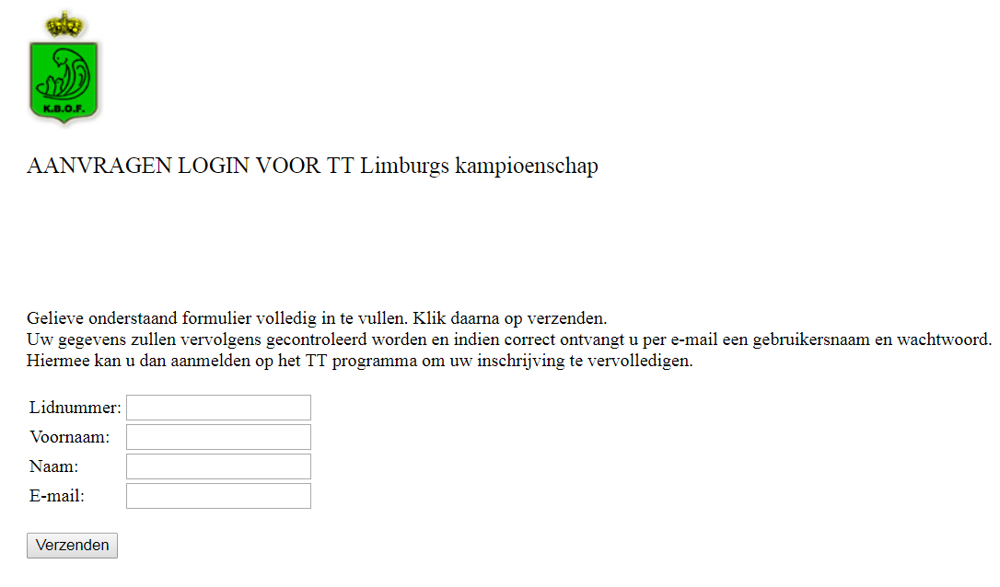 K.B.O.F.
AANVRAGEN LOGIN VOOR TT Limburgs kampioenschap
Gelieve onderstaand formulier volledig in te vullen. Klik daarna op verzenden.
Uw gegevens zullen vervolgens gecontroleerd worden en indien correct ontvangt u per e-mail een gebruikersnaam en wachtwoord.
Hiermee kan u dan aanmelden op het TT programma om uw inschrijving te vervolledigen.
Lidnummer:
Voornaam:
Naam:
E-mail:
Verzenden